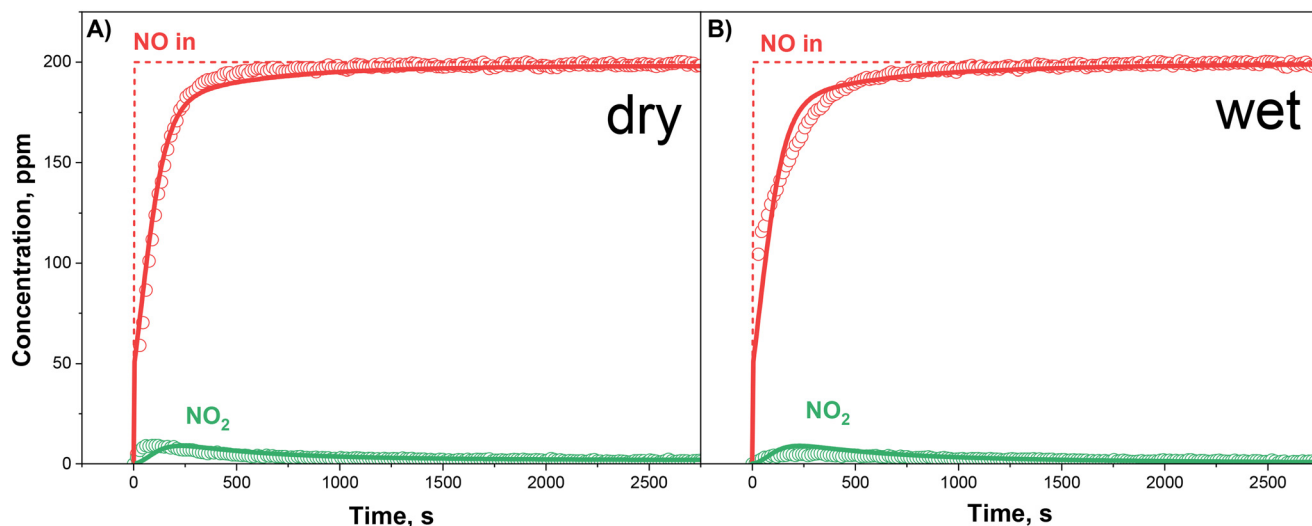 A)
NO in
dry
NO₂
B)
NO in
wet
NO₂
Concentration, ppm
200
150
100
50
0
0 500 1000 1500 2000 2500
0 500 1000 1500 2000 2500
Time, s
Time, s